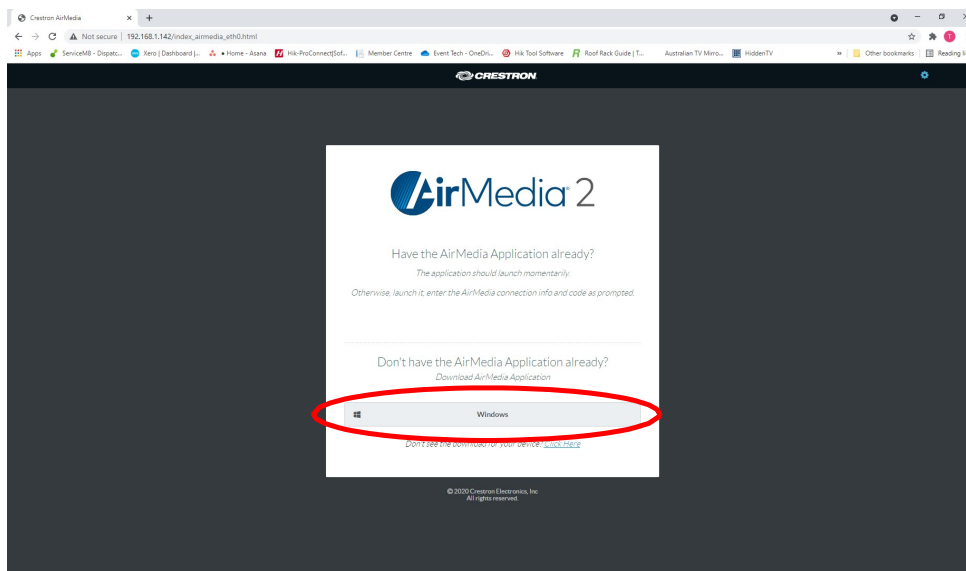 Crestron AirMedia
Not secure | 192.168.1.142/index_airmedia_eth0.html
Apps ServiceM8 - Dispatc... Xero | Dashboard |... • Home - Asana Hik-ProConnect|Sof... Member Centre Event Tech - OneDri... Hik Tool Software Roof Rack Guide | T... Australian TV Mirro... HiddenTV » Other bookmarks Reading li
CRESTRON
AirMedia® 2
Have the AirMedia Application already?
The application should launch momentarily.
Otherwise, launch it, enter the AirMedia connection info and code as prompted.
Don't have the AirMedia Application already?
Download AirMedia Application
Windows
Don't see the download for your device? Click Here
© 2020 Crestron Electronics, Inc
All rights reserved.